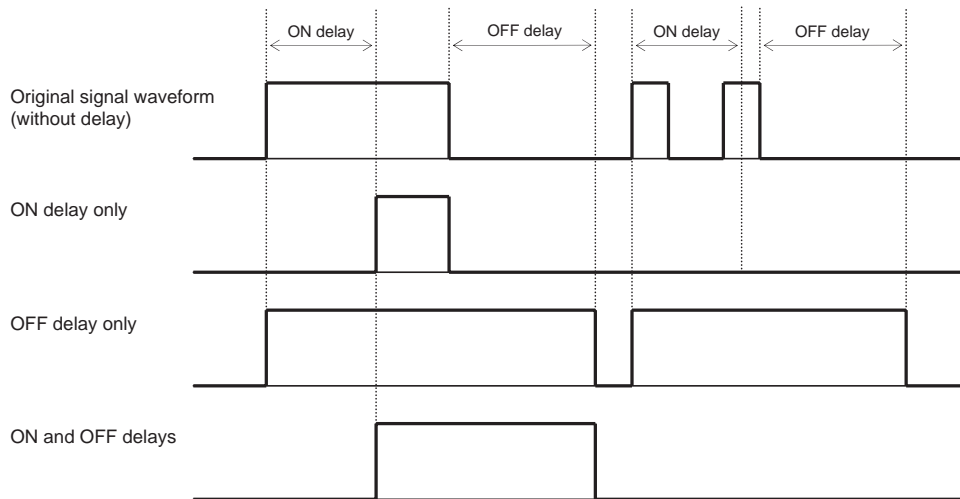 ON delay OFF delay ON delay OFF delay
Original signal waveform
(without delay)
ON delay only
OFF delay only
ON and OFF delays